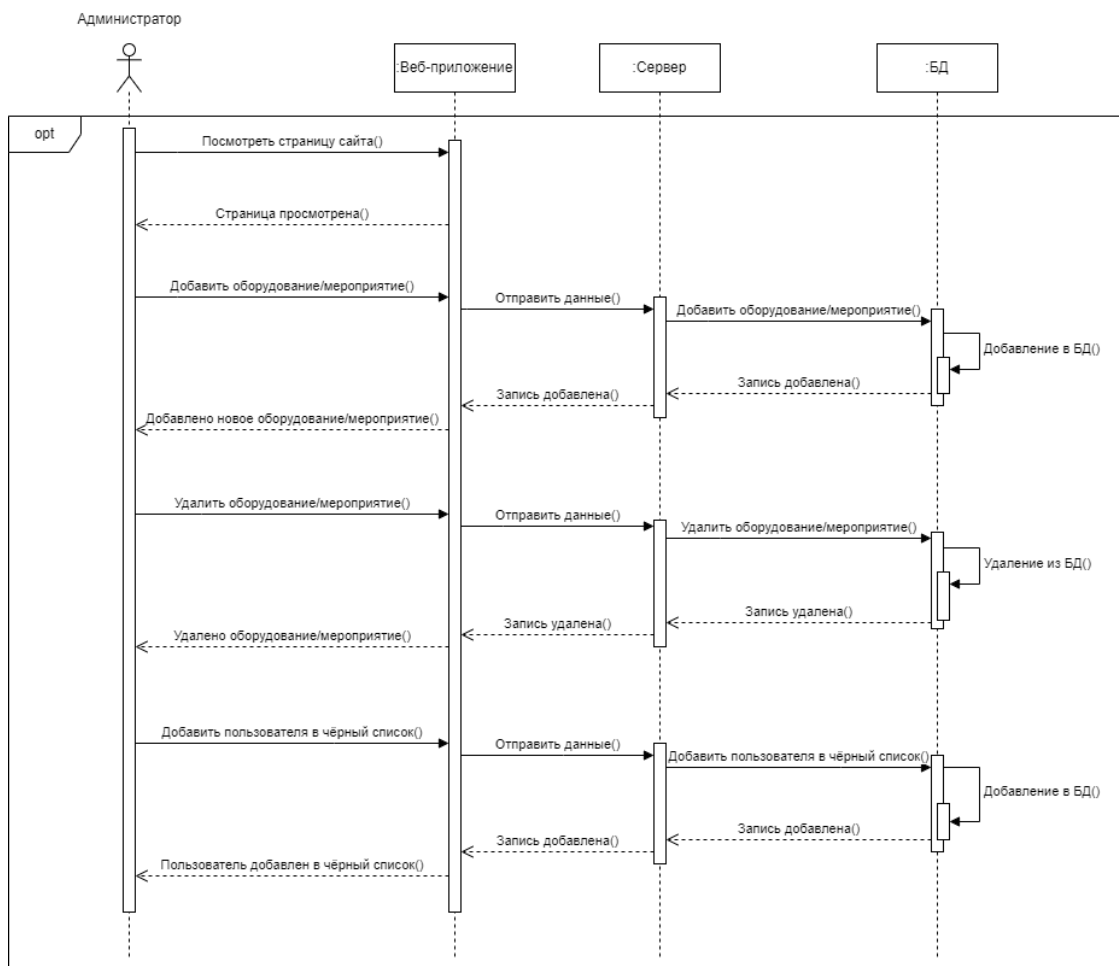 Администратор
:Веб-приложение
:Сервер
:БД
opt
Посмотреть страницу сайта()
Страница просмотрена()
Добавить оборудование/мероприятие()
Отправить данные()
Добавить оборудование/мероприятие()
Добавление в БД()
Запись добавлена()
Запись добавлена()
Добавлено новое оборудование/мероприятие()
Удалить оборудование/мероприятие()
Отправить данные()
Удалить оборудование/мероприятие()
Удаление из БД()
Запись удалена()
Запись удалена()
Удалено оборудование/мероприятие()
Добавить пользователя в чёрный список()
Отправить данные()
Добавить пользователя в чёрный список()
Добавление в БД()
Запись добавлена()
Запись добавлена()
Пользователь добавлен в чёрный список()